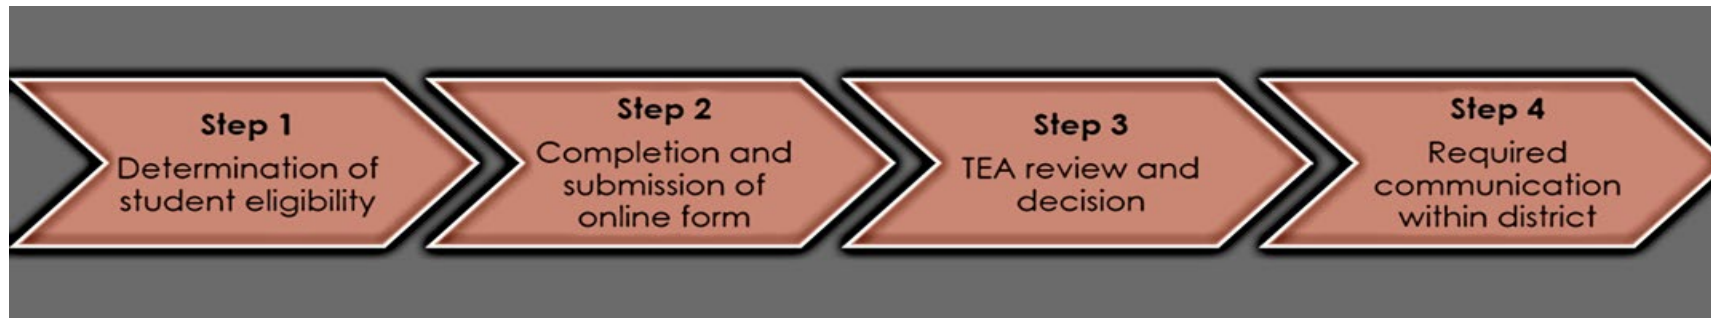 Step 1
Determination of
student eligibility
Step 2
Completion and
submission of
online form
Step 3
TEA review and
decision
Step 4
Required
communication
within district